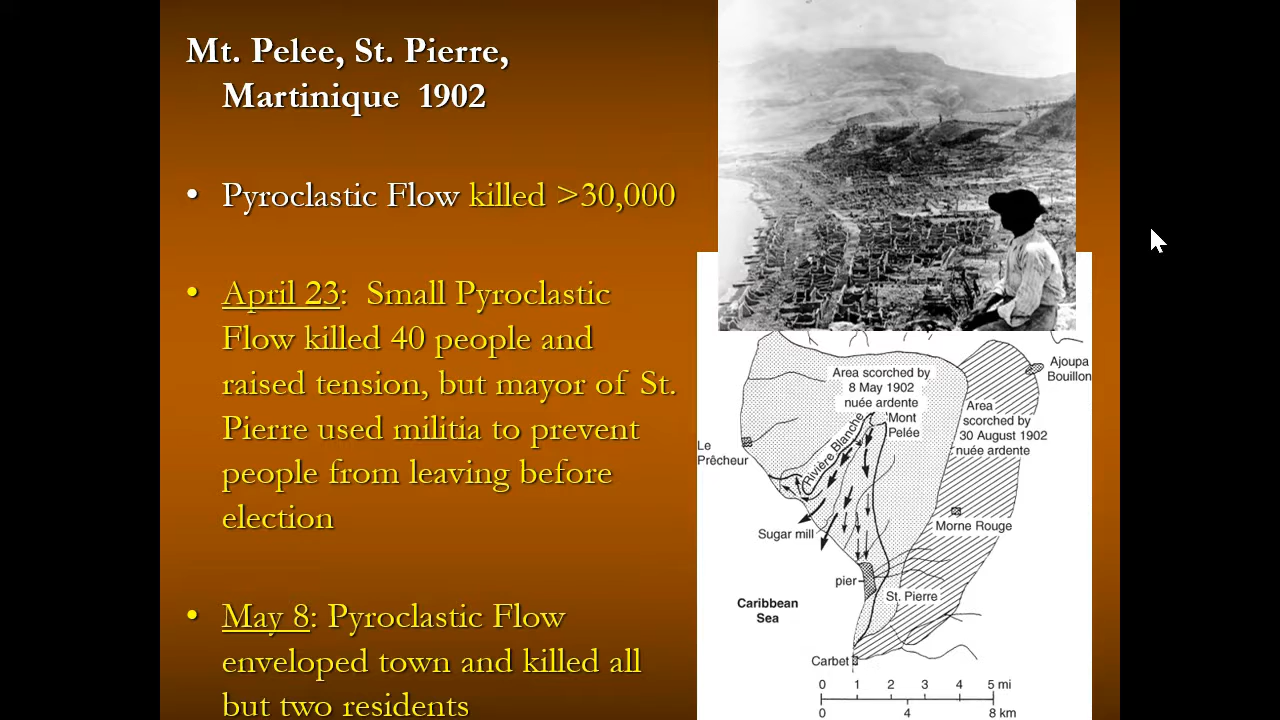 Mt. Pelee, St. Pierre,
Martinique 1902
• Pyroclastic Flow killed >30,000
• April 23: Small Pyroclastic
Flow killed 40 people and
raised tension, but mayor of St.
Pierre used militia to prevent
people from leaving before
election
• May 8: Pyroclastic Flow
enveloped town and killed all
but two residents
Ajoupa
Bouillon
Area scorched by
8 May 1902
nuée ardente
Mont
Pelée
Area
scorched by
30 August 1902
nuée ardente
Rivière Blanche
Le
Prêcheur
Morne Rouge
Sugar mill
pier
St. Pierre
Caribbean
Sea
Carbet
0 1 2 3 4 5 mi
0 4 8 km